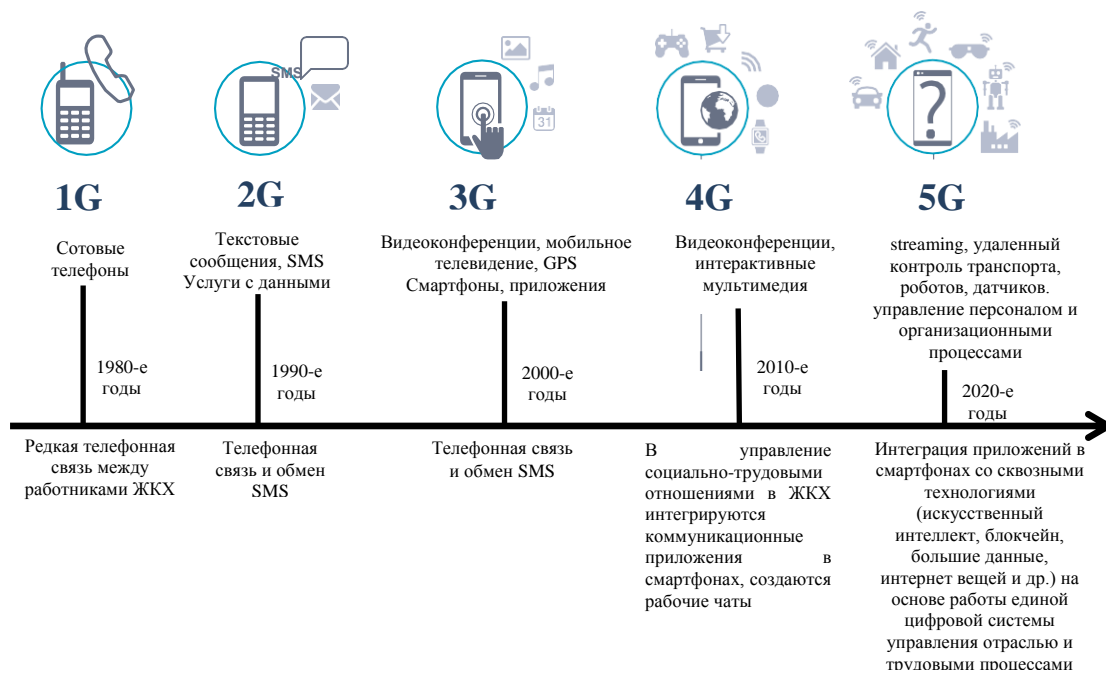 SMS
31
1G
2G
3G
4G
5G
Сотовые
телефоны
Текстовые
сообщения, SMS
Услуги с данными
Видеоконференции, мобильное
телевидение, GPS
Смартфоны, приложения
Видеоконференции,
интерактивные
мультимедия
streaming, удаленный
контроль транспорта,
роботов, датчиков.
управление персоналом и
организационными
процессами
1980-е
годы
1990-е
годы
2000-е
годы
2010-е
годы
2020-е
годы
Редкая телефонная
связь между
работниками ЖКХ
Телефонная
связь и обмен
SMS
Телефонная связь
и обмен SMS
В управление
социально-трудовыми
отношениями в ЖКХ
интегрируются
коммуникационные
приложения в
смартфонах, создаются
рабочие чаты
Интеграция приложений в
смартфонах со сквозными
технологиями
(искусственный
интеллект, блокчейн,
большие данные,
интернет вещей и др.) на
основе работы единой
цифровой системы
управления отраслью и
трудовыми процессами